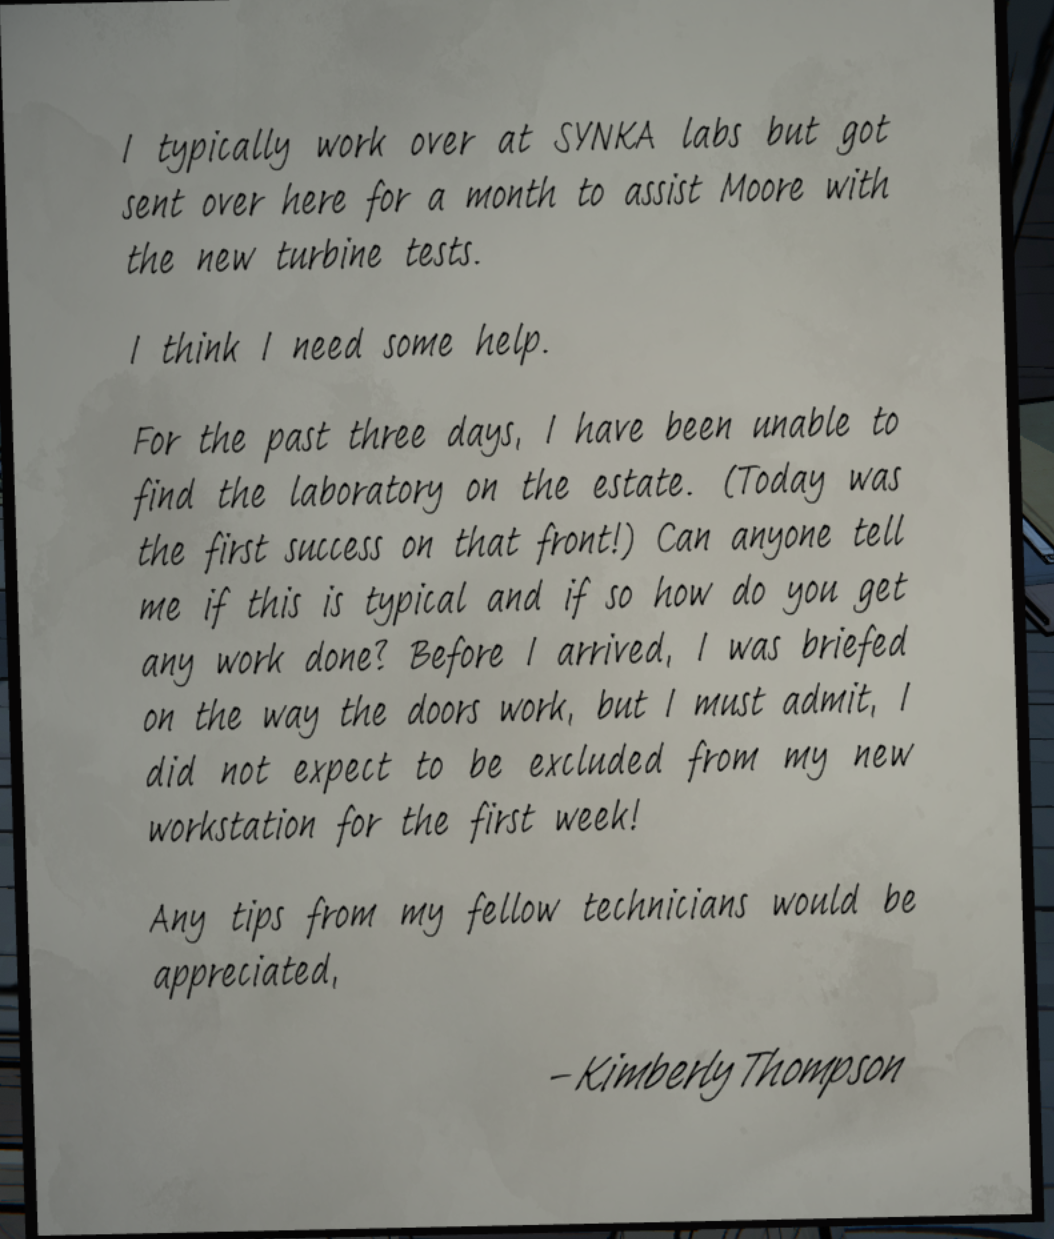 I typically work over at SYNKA labs but got
sent over here for a month to assist Moore with
the new turbine tests.
I think I need some help.
For the past three days, I have been unable to
find the laboratory on the estate. (Today was
the first success on that front!) Can anyone tell
me if this is typical and if so how do you get
any work done? Before I arrived, I was briefed
on the way the doors work, but I must admit, I
did not expect to be excluded from my new
workstation for the first week!
Any tips from my fellow technicians would be
appreciated,
– Kimberly Thompson